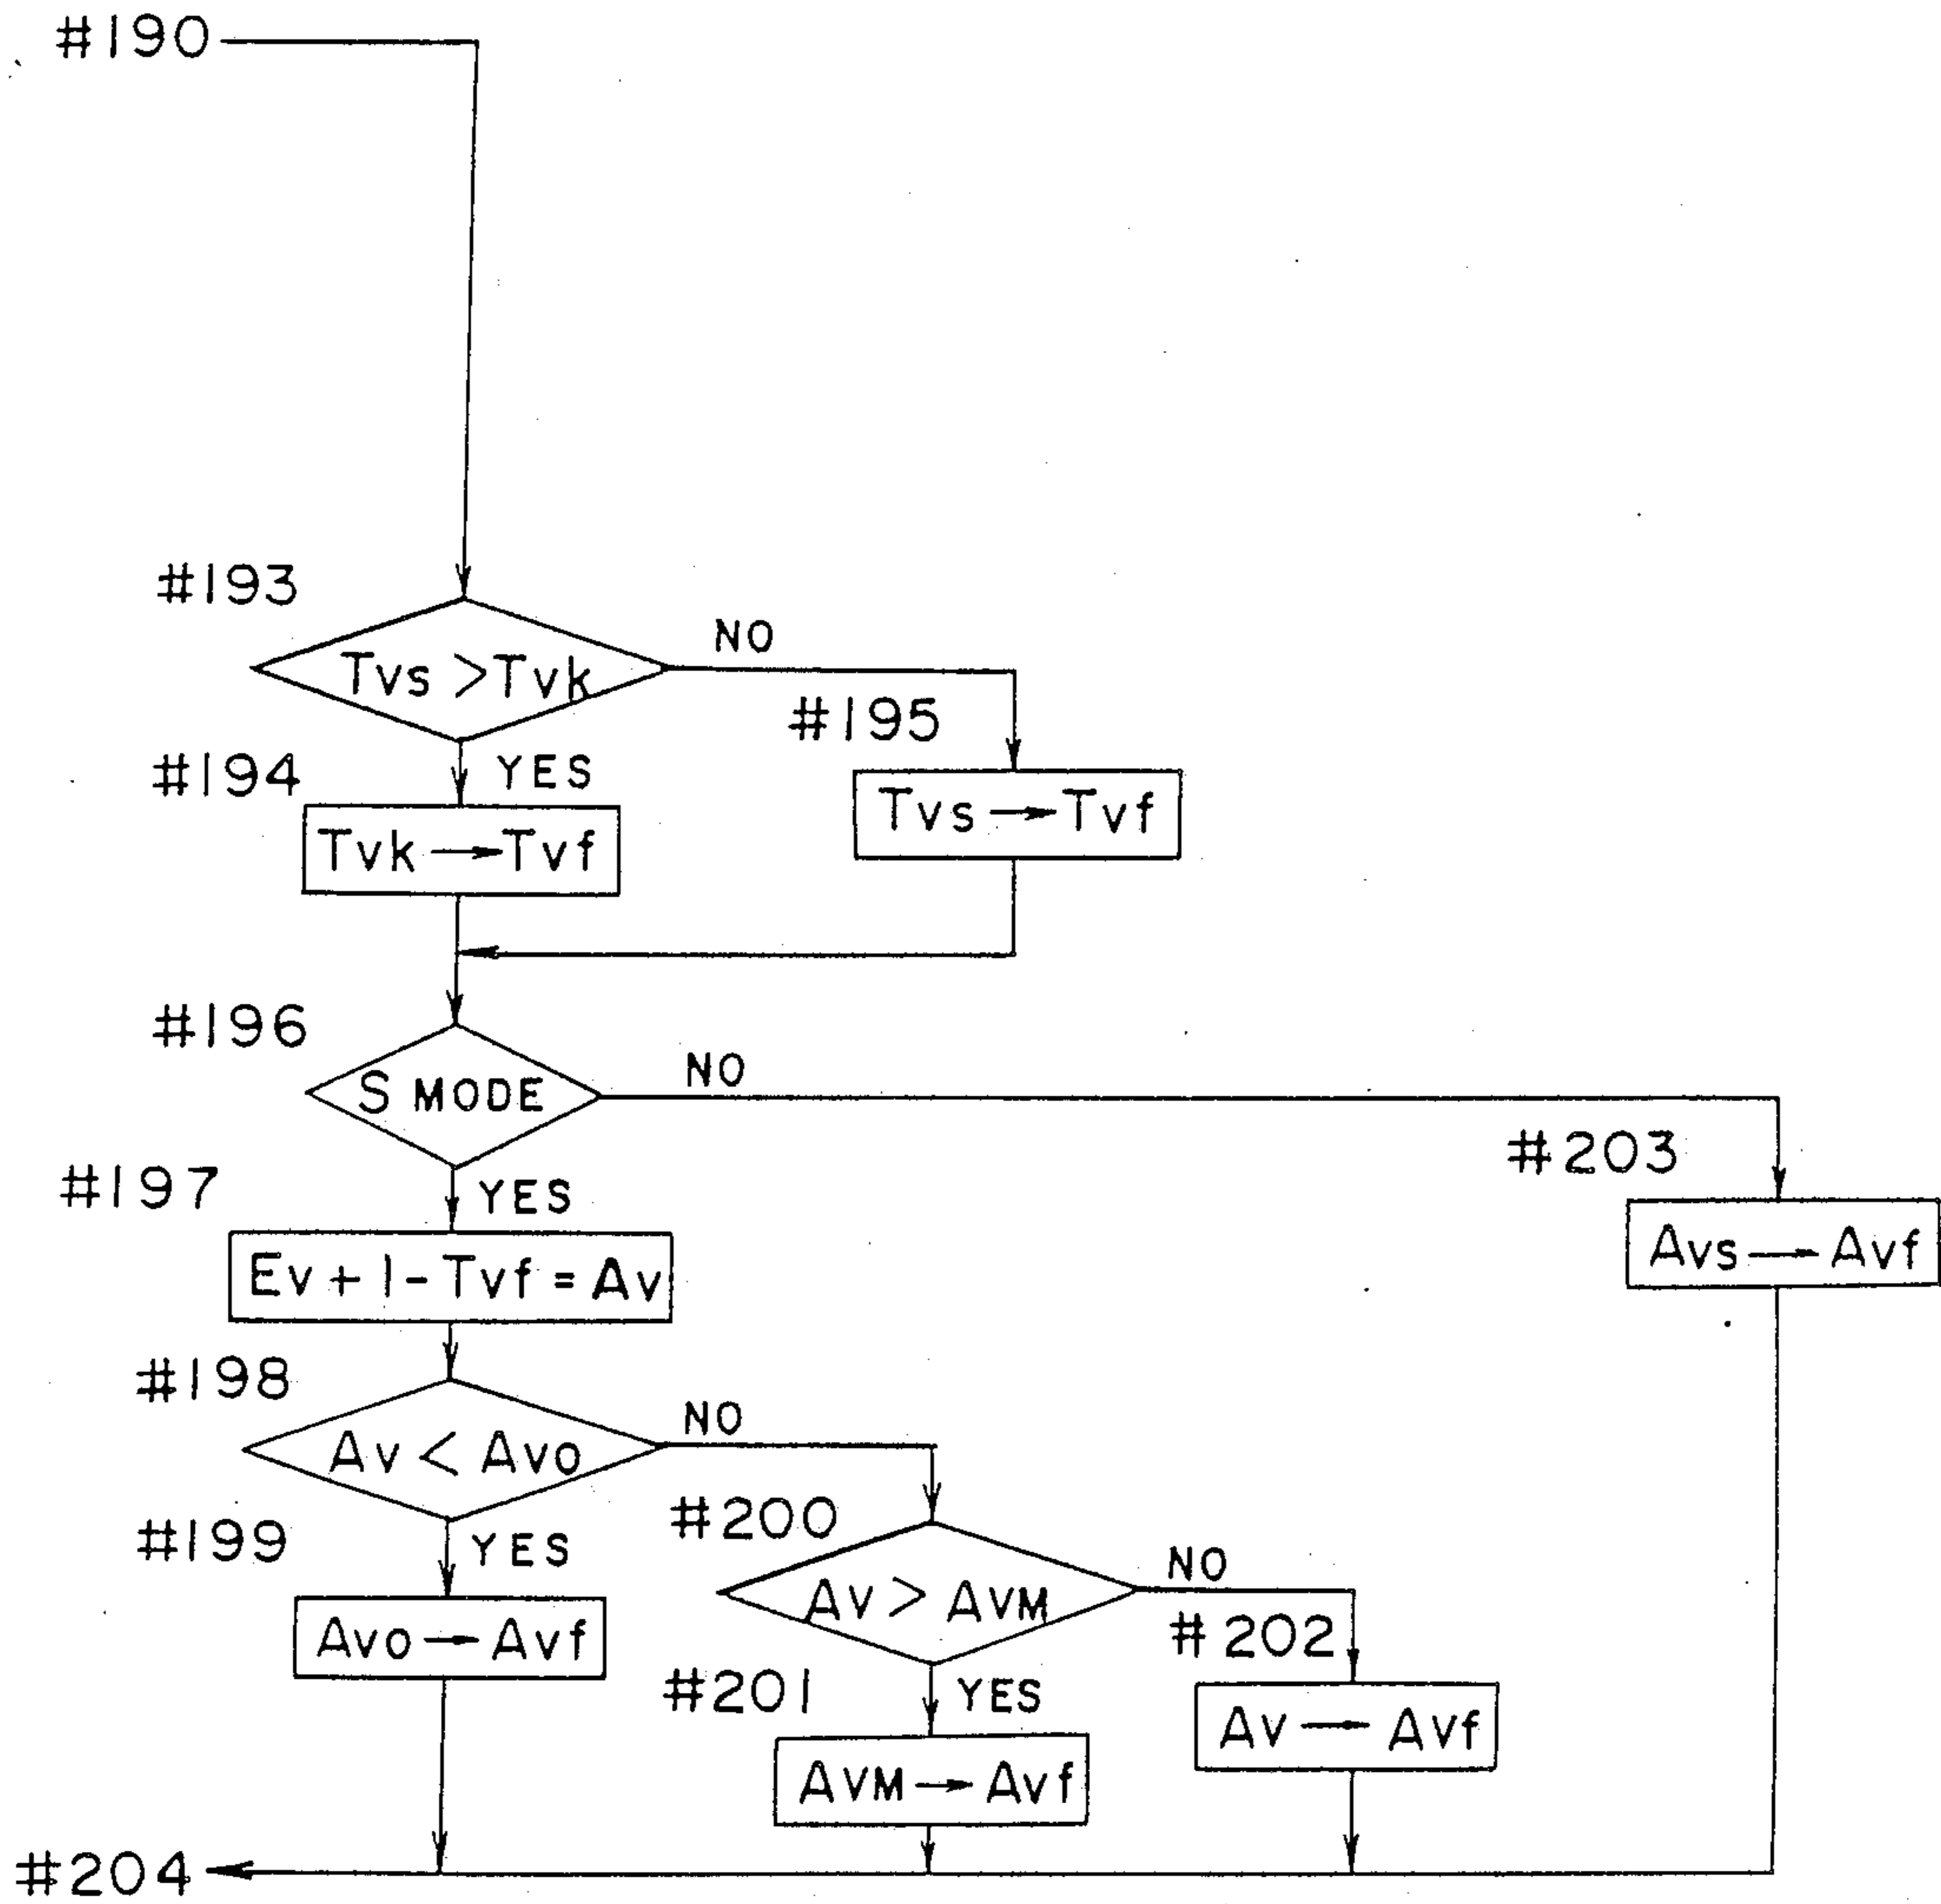 #190
#193
Tvs >Tvk
NO
#195
#194
YES
Tvs → Tvf
Tvk → Tvf
#196
S MODE
NO
#203
#197
YES
Avs → Avf
Ev + 1 - Tvf = Av
#198
Av < Avo
NO
#200
#199
YES
Av > AVM
NO
#202
Avo → Avf
#201
YES
Av → Avf
AVM → Avf
#204